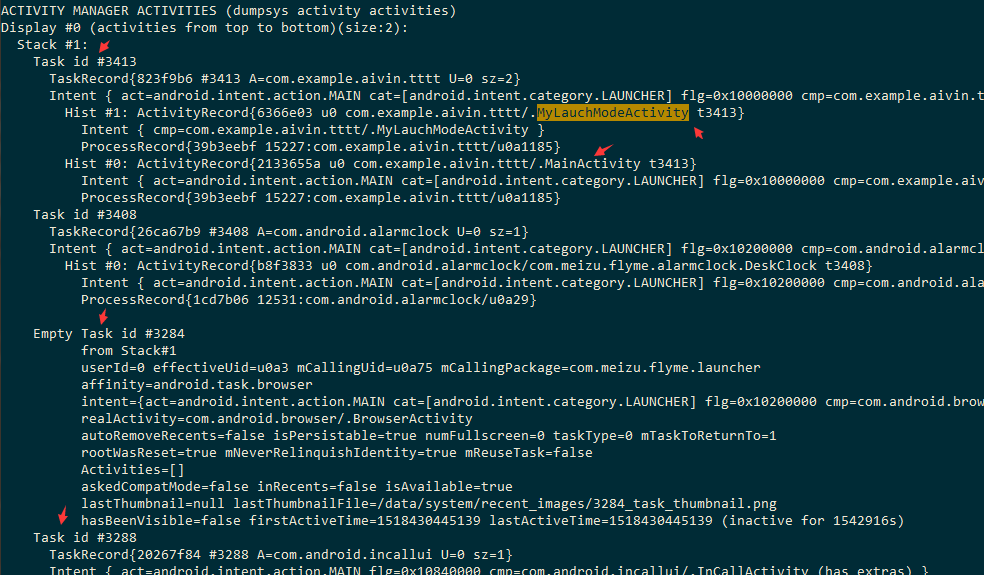 ACTIVITY MANAGER ACTIVITIES (dumpsys activity activities)
Display #0 (activities from top to bottom)(size:2):
Stack #1:
Task id #3413
TaskRecord{823f9b6 #3413 A=com.example.aivin.tttt U=0 sz=2}
Intent { act=android.intent.action.MAIN cat=[android.intent.category.LAUNCHER] flg=0x10000000 cmp=com.example.aivin.t
Hist #1: ActivityRecord{6366e03 u0 com.example.aivin.tttt/.MyLauchModeActivity t3413}
Intent { cmp=com.example.aivin.tttt/.MyLauchModeActivity }
ProcessRecord{39b3eebf 15227:com.example.aivin.tttt/u0a1185}
Hist #0: ActivityRecord{2133655a u0 com.example.aivin.tttt/.MainActivity t3413}
Intent { act=android.intent.action.MAIN cat=[android.intent.category.LAUNCHER] flg=0x10000000 cmp=com.example.aiv
ProcessRecord{39b3eebf 15227:com.example.aivin.tttt/u0a1185}
Task id #3408
TaskRecord{26ca67b9 #3408 A=com.android.alarmclock U=0 sz=1}
Intent { act=android.intent.action.MAIN cat=[android.intent.category.LAUNCHER] flg=0x10200000 cmp=com.android.alarmcl
Hist #0: ActivityRecord{b8f3833 u0 com.android.alarmclock/com.meizu.flyme.alarmclock.DeskClock t3408}
Intent { act=android.intent.action.MAIN cat=[android.intent.category.LAUNCHER] flg=0x10200000 cmp=com.android.ala
ProcessRecord{1cd7b06 12531:com.android.alarmclock/u0a29}
Empty Task id #3284
from Stack#1
userId=0 effectiveUid=u0a3 mCallingUid=u0a75 mCallingPackage=com.meizu.flyme.launcher
affinity=android.task.browser
intent={act=android.intent.action.MAIN cat=[android.intent.category.LAUNCHER] flg=0x10200000 cmp=com.android.brow
realActivity=com.android.browser/.BrowserActivity
autoRemoveRecents=false isPersistable=true numFullscreen=0 taskType=0 mTaskToReturnTo=1
rootWasReset=true mNeverRelinquishIdentity=true mReuseTask=false
Activities=[]
askedCompatMode=false inRecents=false isAvailable=true
lastThumbnail=null lastThumbnailFile=/data/system/recent_images/3284_task_thumbnail.png
hasBeenVisible=false firstActiveTime=1518430445139 lastActiveTime=1518430445139 (inactive for 1542916s)
Task id #3288
TaskRecord{20267f84 #3288 A=com.android.incallui U=0 sz=1}
Intent { act=android.intent.action.MAIN flg=0x10840000 cmp=com.android.incallui/.InCallActivity (has extras) }